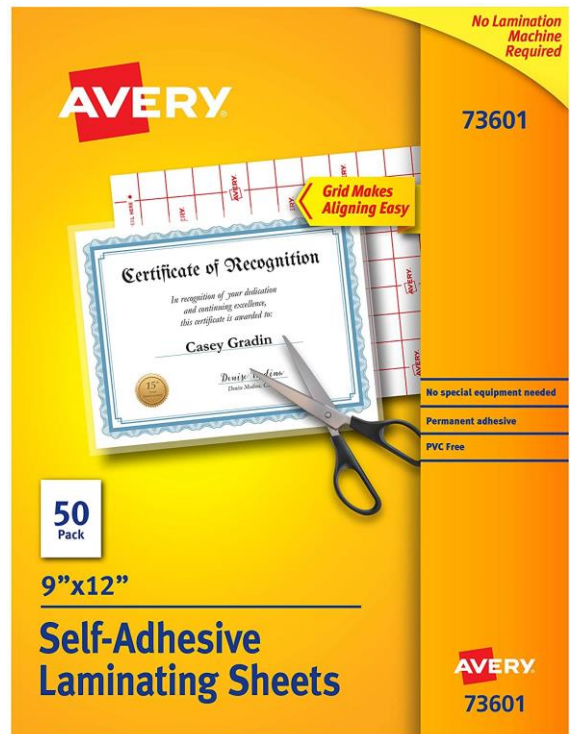 No Lamination
Machine
Required
AVERY
73601
Grid Makes
Aligning Easy
AVERY
AVERY
AVERY
Certificate of Recognition
In recognition of your dedication
and continuing excellence,
this certificate is awarded to:
Casey Gradin
15
No special equipment needed
Permanent adhesive
PVC Free
50
Pack
9”x12”
Self-Adhesive
Laminating Sheets
AVERY
73601